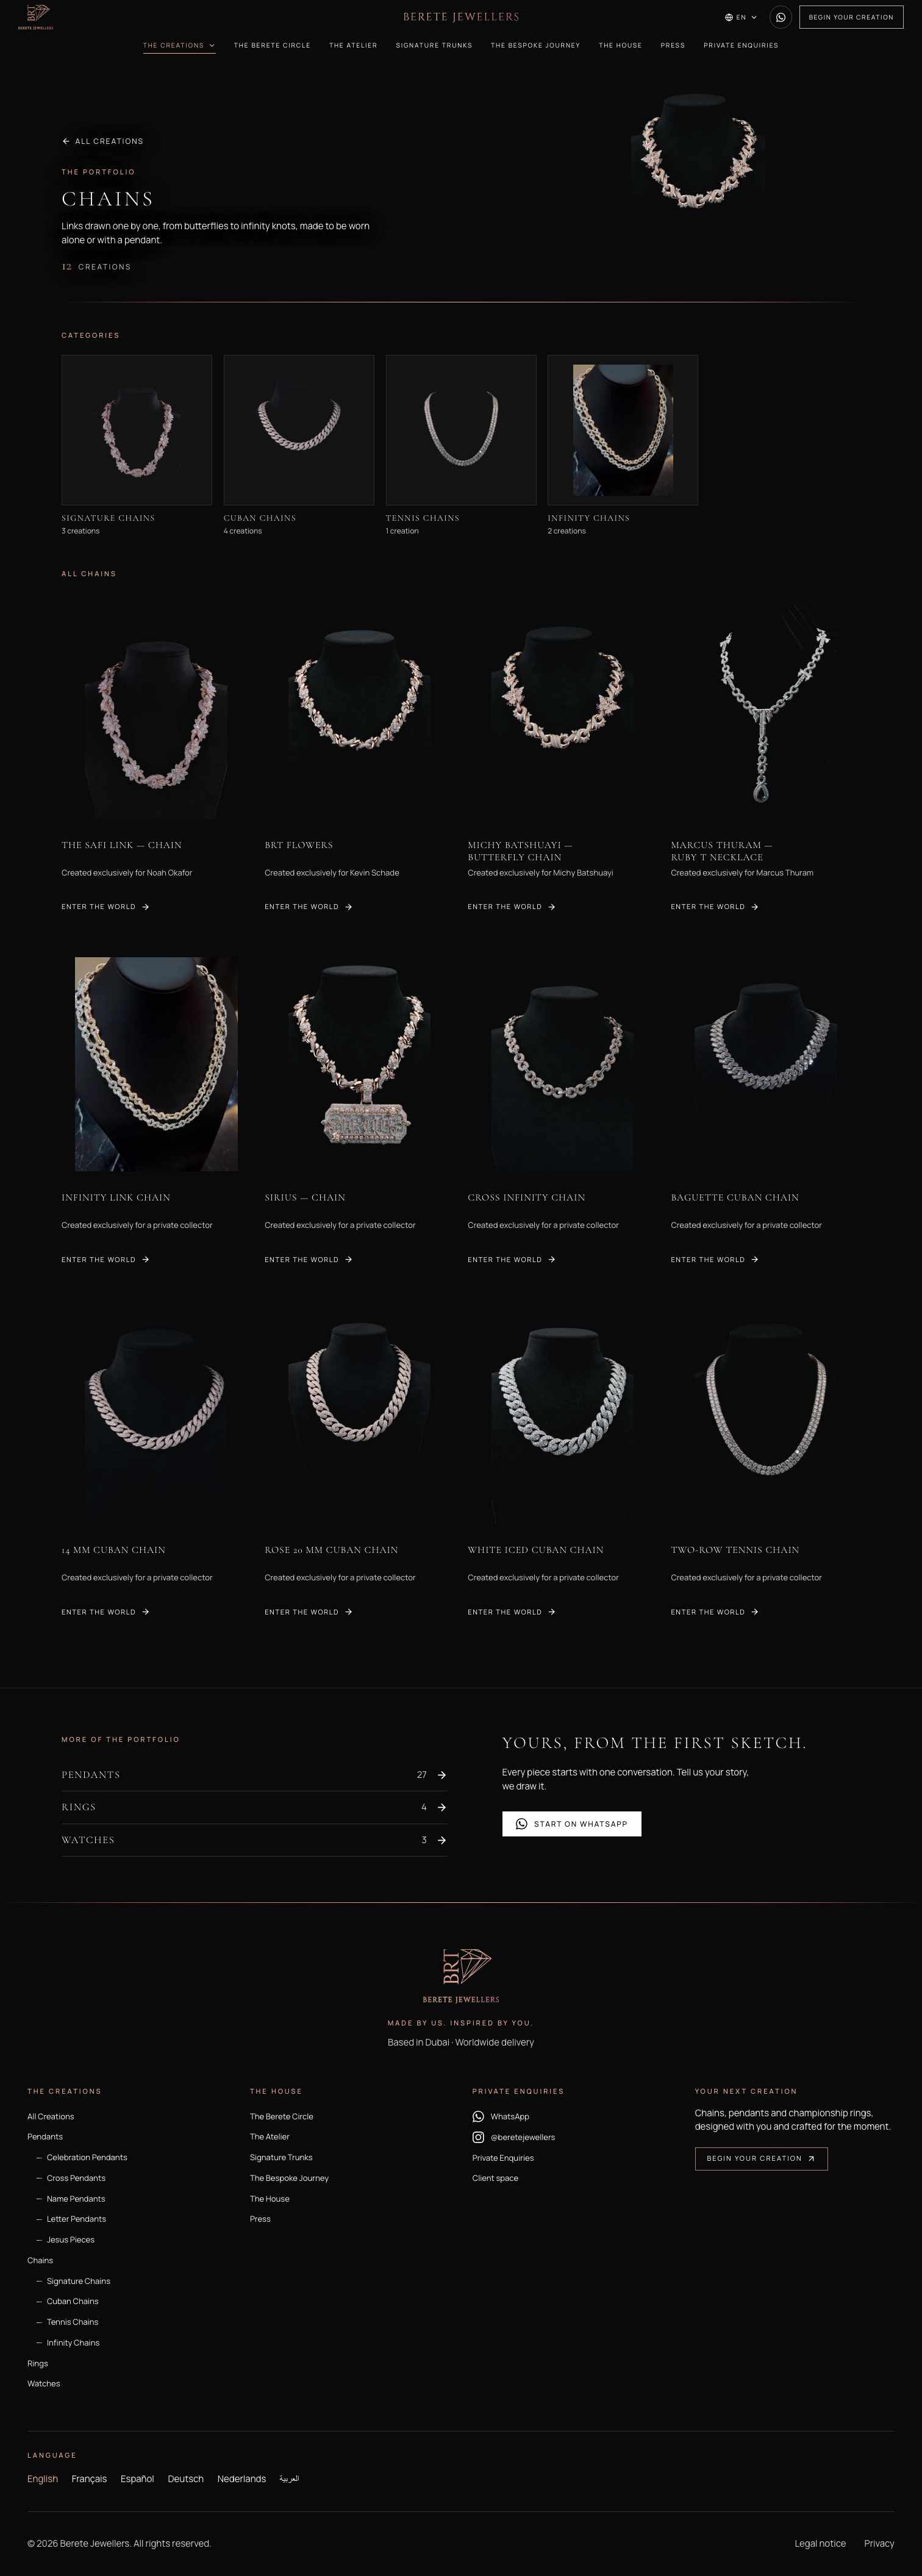 BRT
BERETE JEWELLERS
BERETE JEWELLERS
EN
BEGIN YOUR CREATION
THE CREATIONS
THE BERETE CIRCLE
THE ATELIER
SIGNATURE TRUNKS
THE BESPOKE JOURNEY
THE HOUSE
PRESS
PRIVATE ENQUIRIES
ALL CREATIONS
THE PORTFOLIO
CHAINS
Links drawn one by one, from butterflies to infinity knots, made to be worn
alone or with a pendant.
12 CREATIONS
CATEGORIES
SIGNATURE CHAINS
3 creations
CUBAN CHAINS
4 creations
TENNIS CHAINS
1 creation
INFINITY CHAINS
2 creations
ALL CHAINS
THE SAFI LINK — CHAIN
Created exclusively for Noah Okafor
ENTER THE WORLD
BRT FLOWERS
Created exclusively for Kevin Schade
ENTER THE WORLD
MICHY BATSHUAYI —
BUTTERFLY CHAIN
Created exclusively for Michy Batshuayi
ENTER THE WORLD
MARCUS THURAM —
RUBY T NECKLACE
Created exclusively for Marcus Thuram
ENTER THE WORLD
INFINITY LINK CHAIN
Created exclusively for a private collector
ENTER THE WORLD
SIRIUS — CHAIN
Created exclusively for a private collector
ENTER THE WORLD
CROSS INFINITY CHAIN
Created exclusively for a private collector
ENTER THE WORLD
BAGUETTE CUBAN CHAIN
Created exclusively for a private collector
ENTER THE WORLD
14 MM CUBAN CHAIN
Created exclusively for a private collector
ENTER THE WORLD
ROSE 20 MM CUBAN CHAIN
Created exclusively for a private collector
ENTER THE WORLD
WHITE ICED CUBAN CHAIN
Created exclusively for a private collector
ENTER THE WORLD
TWO-ROW TENNIS CHAIN
Created exclusively for a private collector
ENTER THE WORLD
MORE OF THE PORTFOLIO
PENDANTS 27
RINGS 4
WATCHES 3
YOURS, FROM THE FIRST SKETCH.
Every piece starts with one conversation. Tell us your story,
we draw it.
START ON WHATSAPP
BRT
BERETE JEWELLERS
MADE BY US. INSPIRED BY YOU.
Based in Dubai · Worldwide delivery
THE CREATIONS
All Creations
Pendants
— Celebration Pendants
— Cross Pendants
— Name Pendants
— Letter Pendants
— Jesus Pieces
Chains
— Signature Chains
— Cuban Chains
— Tennis Chains
— Infinity Chains
Rings
Watches
THE HOUSE
The Berete Circle
The Atelier
Signature Trunks
The Bespoke Journey
The House
Press
PRIVATE ENQUIRIES
WhatsApp
@beretejewellers
Private Enquiries
Client space
YOUR NEXT CREATION
Chains, pendants and championship rings,
designed with you and crafted for the moment.
BEGIN YOUR CREATION
LANGUAGE
English
Français
Español
Deutsch
Nederlands
العربية
© 2026 Berete Jewellers. All rights reserved.
Legal notice
Privacy